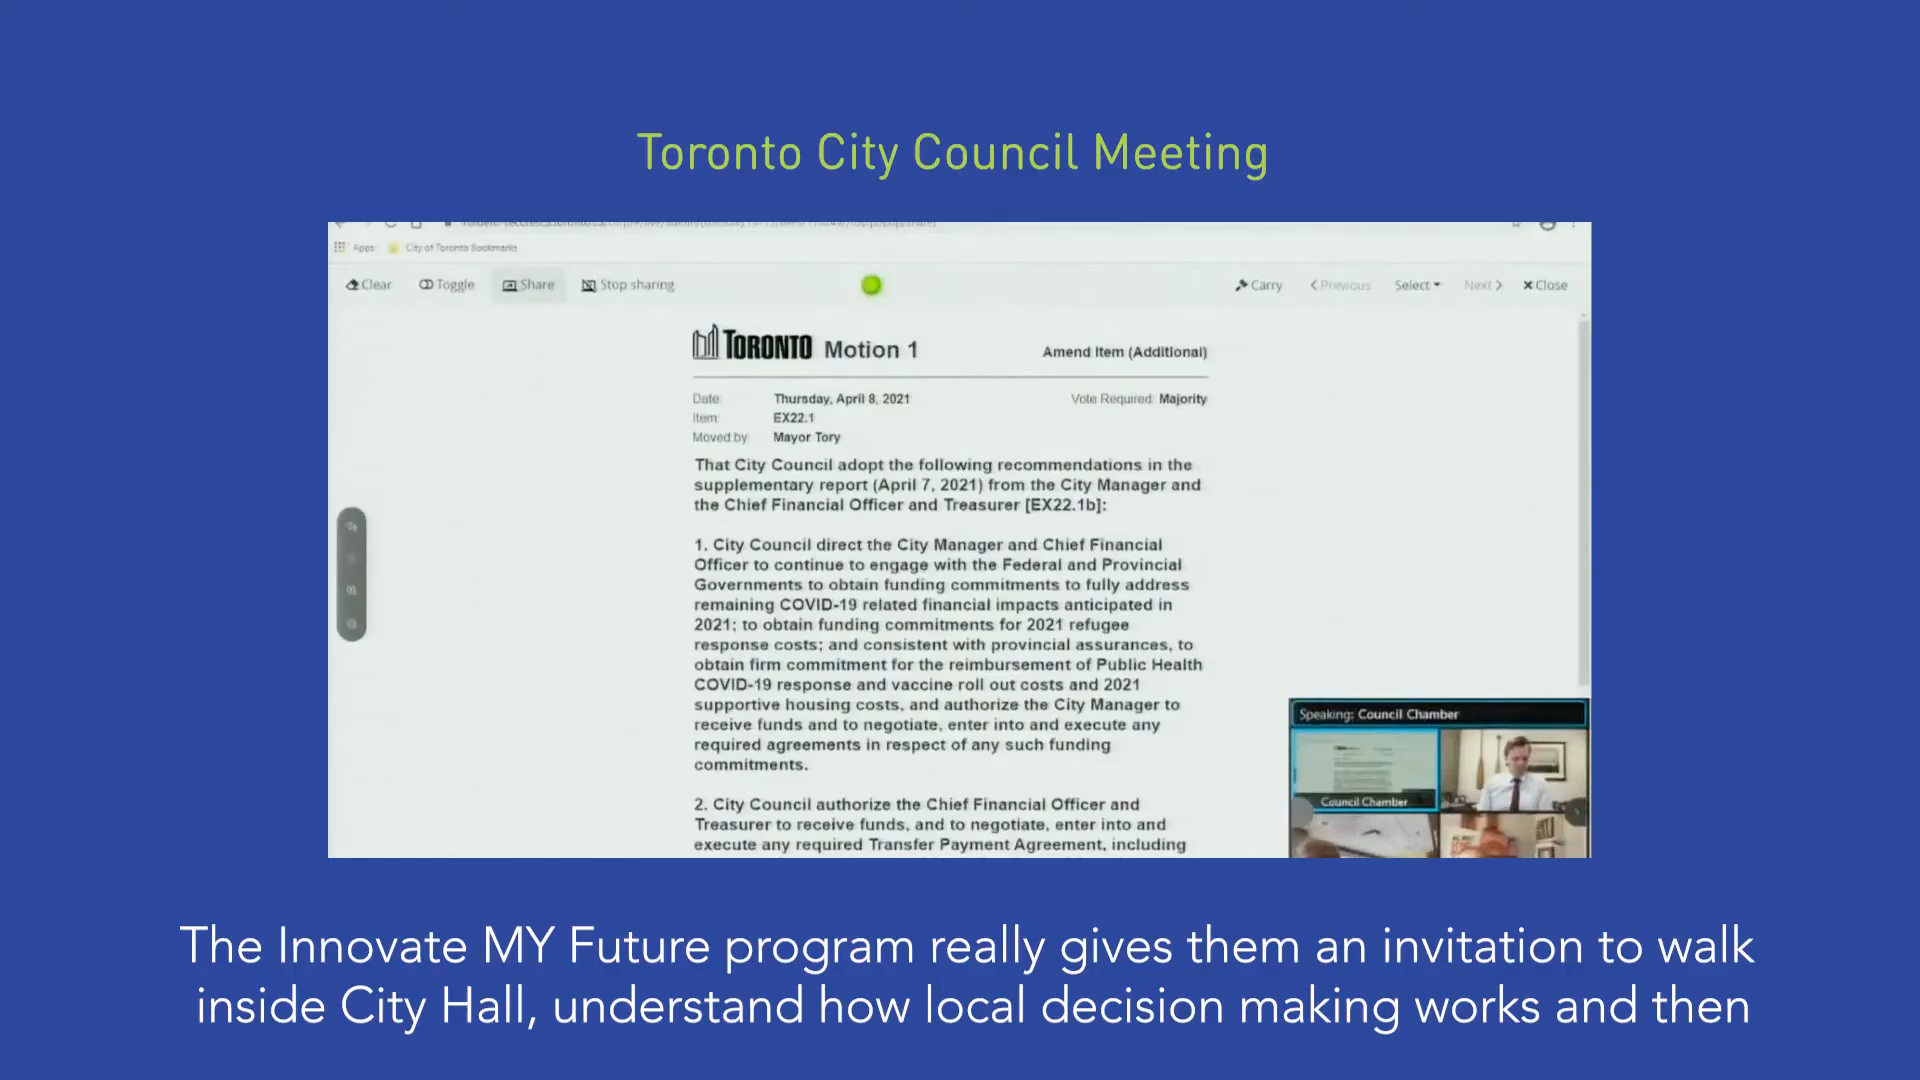 Toronto City Council Meeting
Apps City of Toronto Bookmarks
Clear Toggle Share Stop sharing Carry Previous Select Next Close
TORONTO Motion 1 Amend Item (Additional)
Date: Thursday, April 8, 2021 Vote Required: Majority
Item: EX22.1
Moved by: Mayor Tory
That City Council adopt the following recommendations in the
supplementary report (April 7, 2021) from the City Manager and
the Chief Financial Officer and Treasurer [EX22.1b]:
1. City Council direct the City Manager and Chief Financial
Officer to continue to engage with the Federal and Provincial
Governments to obtain funding commitments to fully address
remaining COVID-19 related financial impacts anticipated in
2021; to obtain funding commitments for 2021 refugee
response costs; and consistent with provincial assurances, to
obtain firm commitment for the reimbursement of Public Health
COVID-19 response and vaccine roll out costs and 2021
supportive housing costs, and authorize the City Manager to
receive funds and to negotiate, enter into and execute any
required agreements in respect of any such funding
commitments.
2. City Council authorize the Chief Financial Officer and
Treasurer to receive funds, and to negotiate, enter into and
execute any required Transfer Payment Agreement, including
Speaking: Council Chamber
Council Chamber
The Innovate MY Future program really gives them an invitation to walk
inside City Hall, understand how local decision making works and then